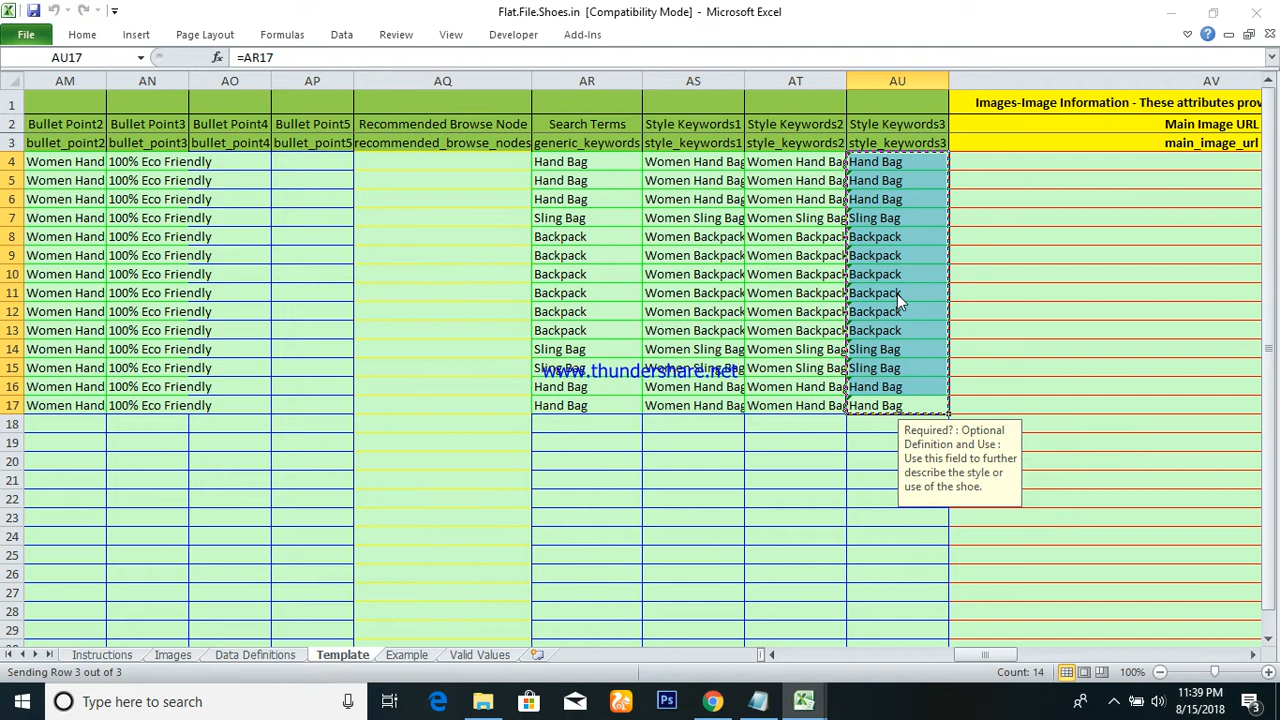 Flat.File.Shoes.in [Compatibility Mode] - Microsoft Excel
File Home Insert Page Layout Formulas Data Review View Developer Add-Ins
AU17 fx =AR17
AM AN AO AP AQ AR AS AT AU AV
1 Images-Image Information - These attributes prov
2 Bullet Point2 Bullet Point3 Bullet Point4 Bullet Point5 Recommended Browse Node Search Terms Style Keywords1 Style Keywords2 Style Keywords3 Main Image URL
3 bullet_point2 bullet_point3 bullet_point4 bullet_point5 recommended_browse_nodes generic_keywords style_keywords1 style_keywords2 style_keywords3 main_image_url
4 Women Hand 100% Eco Friendly Hand Bag Women Hand Bag Women Hand Bag Hand Bag
5 Women Hand 100% Eco Friendly Hand Bag Women Hand Bag Women Hand Bag Hand Bag
6 Women Hand 100% Eco Friendly Hand Bag Women Hand Bag Women Hand Bag Hand Bag
7 Women Hand 100% Eco Friendly Sling Bag Women Sling Bag Women Sling Bag Sling Bag
8 Women Hand 100% Eco Friendly Backpack Women Backpack Women Backpack Backpack
9 Women Hand 100% Eco Friendly Backpack Women Backpack Women Backpack Backpack
10 Women Hand 100% Eco Friendly Backpack Women Backpack Women Backpack Backpack
11 Women Hand 100% Eco Friendly Backpack Women Backpack Women Backpack Backpack
12 Women Hand 100% Eco Friendly Backpack Women Backpack Women Backpack Backpack
13 Women Hand 100% Eco Friendly Backpack Women Backpack Women Backpack Backpack
14 Women Hand 100% Eco Friendly Sling Bag Women Sling Bag Women Sling Bag Sling Bag
15 Women Hand 100% Eco Friendly Sling Bag Women Sling Bag Women Sling Bag Sling Bag
www.thundershare.net
16 Women Hand 100% Eco Friendly Hand Bag Women Hand Bag Women Hand Bag Hand Bag
17 Women Hand 100% Eco Friendly Hand Bag Women Hand Bag Women Hand Bag Hand Bag
18
19
20
21
22
23
24
25
26
27
28
29
Required? : Optional
Definition and Use :
Use this field to further
describe the style or
use of the shoe.
Instructions Images Data Definitions Template Example Valid Values
Sending Row 3 out of 3 Count: 14 100%
Type here to search 11:39 PM
8/15/2018 3